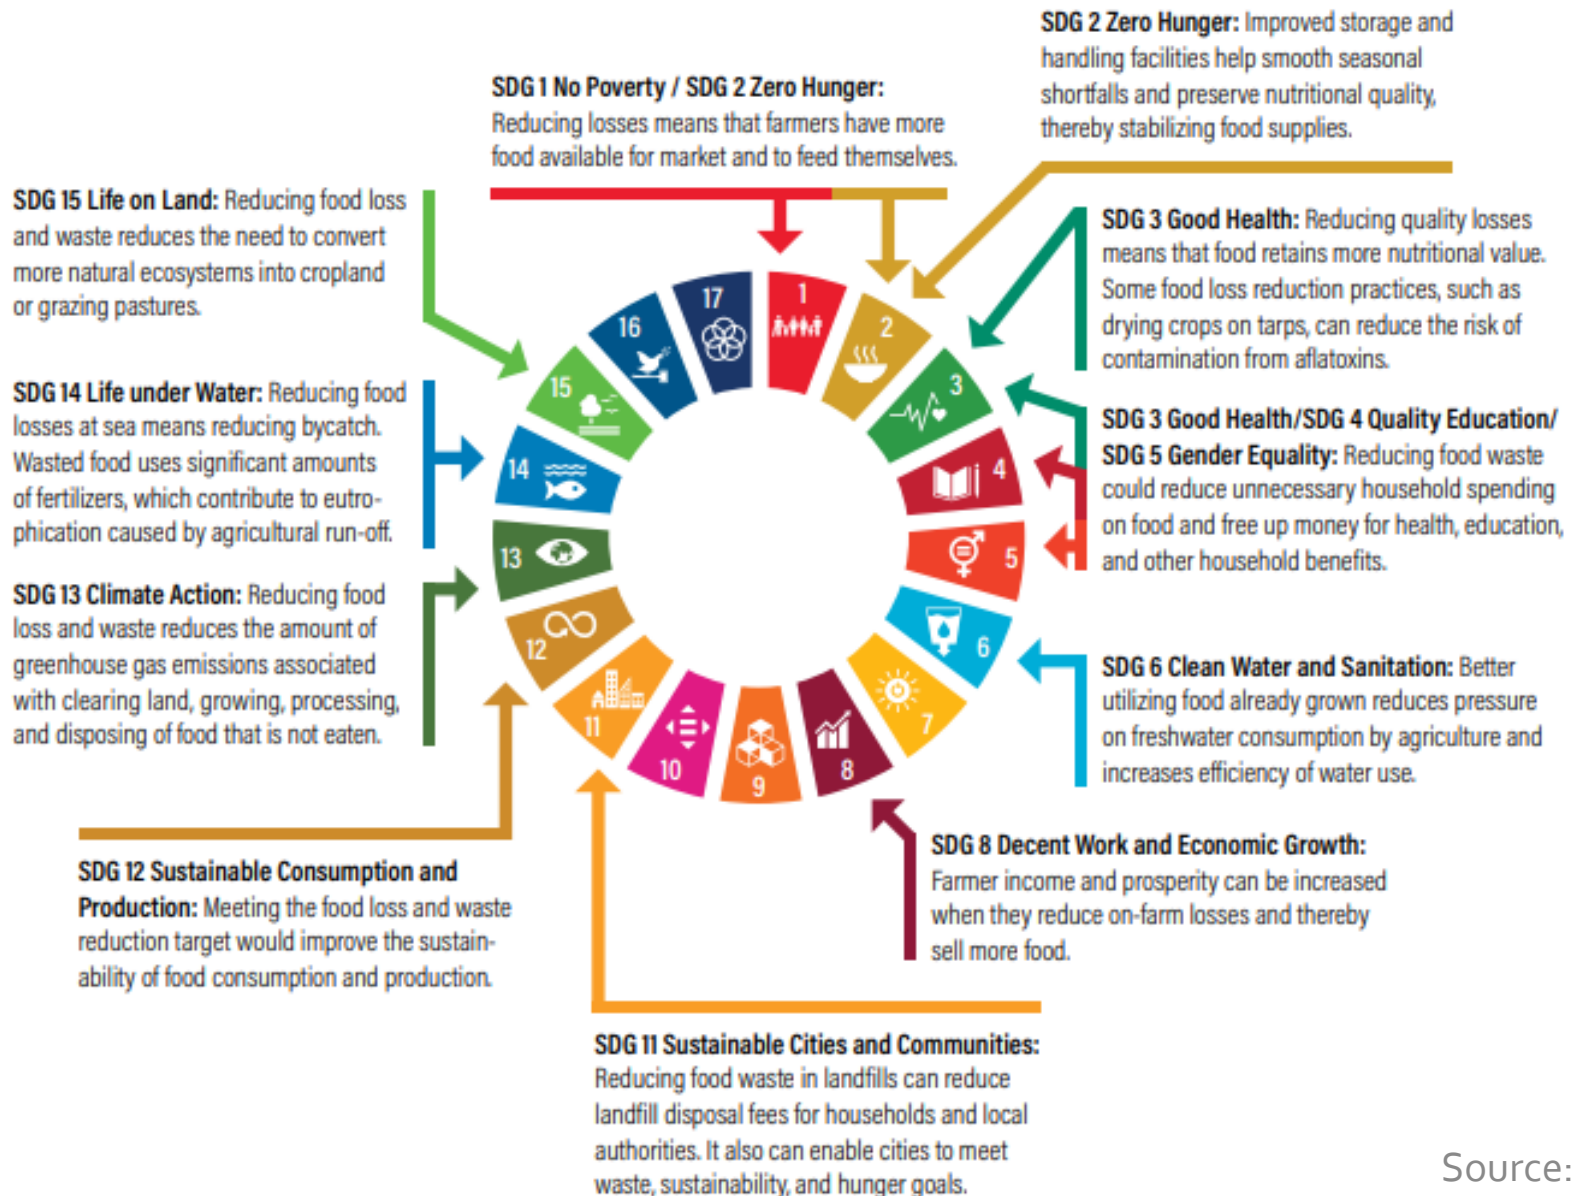 SDG 2 Zero Hunger: Improved storage and
handling facilities help smooth seasonal
shortfalls and preserve nutritional quality,
thereby stabilizing food supplies.
SDG 1 No Poverty / SDG 2 Zero Hunger:
Reducing losses means that farmers have more
food available for market and to feed themselves.
SDG 15 Life on Land: Reducing food loss
and waste reduces the need to convert
more natural ecosystems into cropland
or grazing pastures.
SDG 3 Good Health: Reducing quality losses
means that food retains more nutritional value.
Some food loss reduction practices, such as
drying crops on tarps, can reduce the risk of
contamination from aflatoxins.
SDG 14 Life under Water: Reducing food
losses at sea means reducing bycatch.
Wasted food uses significant amounts
of fertilizers, which contribute to eutro-
phication caused by agricultural run-off.
SDG 3 Good Health/SDG 4 Quality Education/
SDG 5 Gender Equality: Reducing food waste
could reduce unnecessary household spending
on food and free up money for health, education,
and other household benefits.
SDG 13 Climate Action: Reducing food
loss and waste reduces the amount of
greenhouse gas emissions associated
with clearing land, growing, processing,
and disposing of food that is not eaten.
SDG 6 Clean Water and Sanitation: Better
utilizing food already grown reduces pressure
on freshwater consumption by agriculture and
increases efficiency of water use.
1
2
3
4
5
6
7
8
9
10
11
12
13
14
15
16
17
SDG 12 Sustainable Consumption and
Production: Meeting the food loss and waste
reduction target would improve the sustain-
ability of food consumption and production.
SDG 8 Decent Work and Economic Growth:
Farmer income and prosperity can be increased
when they reduce on-farm losses and thereby
sell more food.
SDG 11 Sustainable Cities and Communities:
Reducing food waste in landfills can reduce
landfill disposal fees for households and local
authorities. It also can enable cities to meet
waste, sustainability, and hunger goals.
Source: